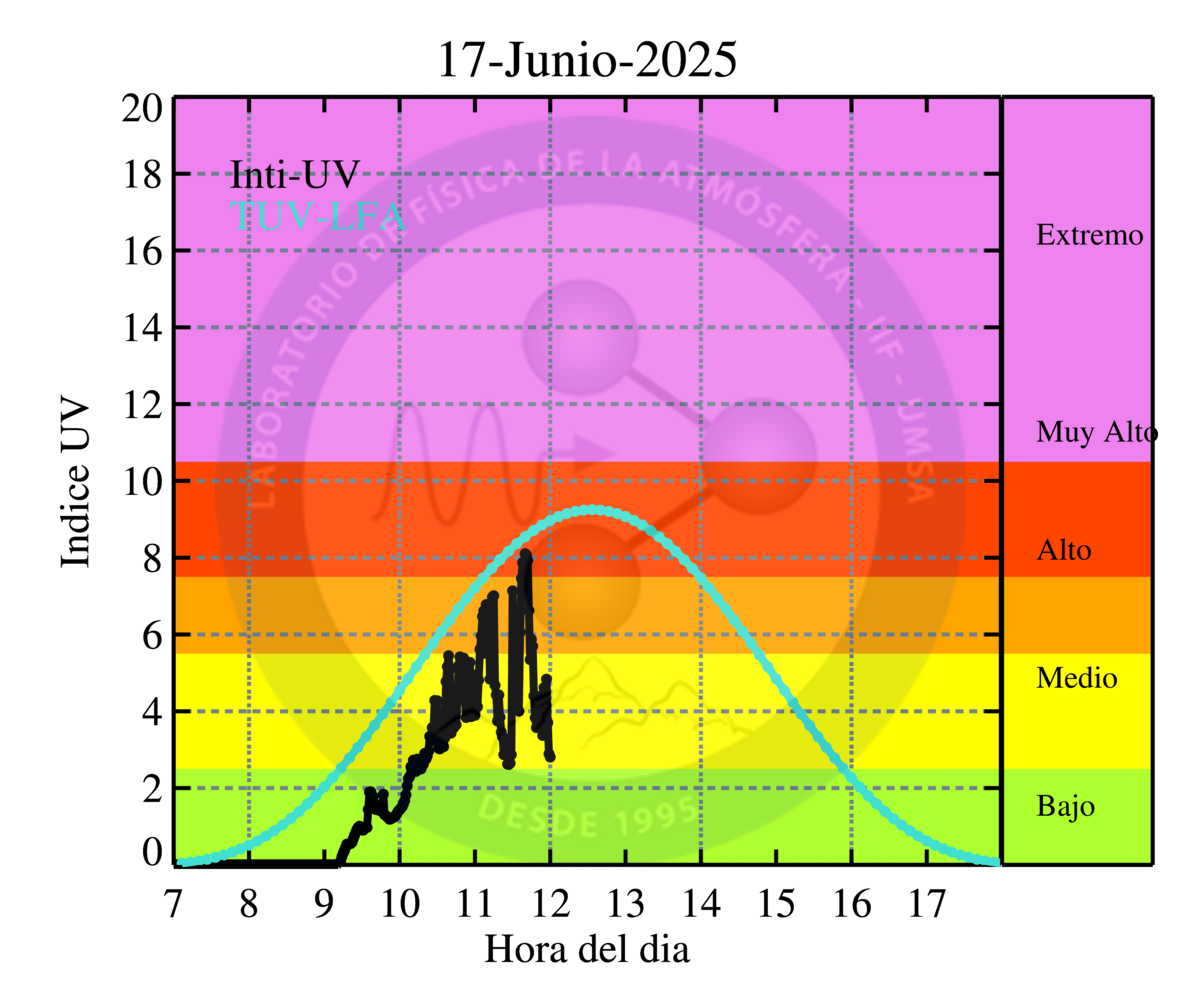 17-Junio-2025
20
18
16
14
12
10
8
6
4
2
0
Indice UV
Inti-UV
TUV-LFA
LABORATORIO DE FÍSICA DE LA ATMÓSFERA - IIF - UMSA
DESDE 1995
Extremo
Muy Alto
Alto
Medio
Bajo
7 8 9 10 11 12 13 14 15 16 17
Hora del dia